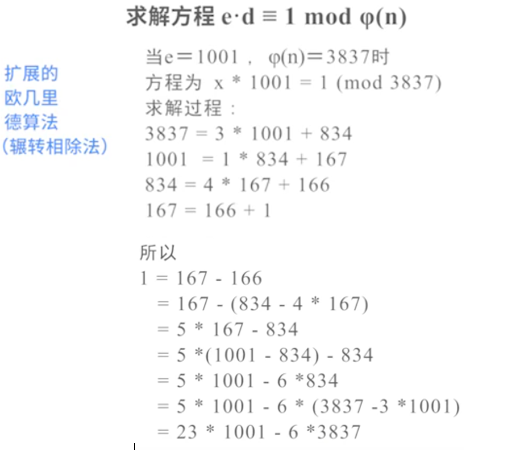 求解方程 e·d ≡ 1 mod φ(n)
扩展的
欧几里
德算法
（辗转相除法）
当e＝1001 ，φ(n)＝3837时
方程为 x * 1001 = 1 (mod 3837)
求解过程：
3837 = 3 * 1001 + 834
1001 = 1 * 834 + 167
834 = 4 * 167 + 166
167 = 166 + 1
所以
1 = 167 - 166
= 167 - (834 - 4 * 167)
= 5 * 167 - 834
= 5 *(1001 - 834) - 834
= 5 * 1001 - 6 *834
= 5 * 1001 - 6 * (3837 -3 *1001)
= 23 * 1001 - 6 *3837